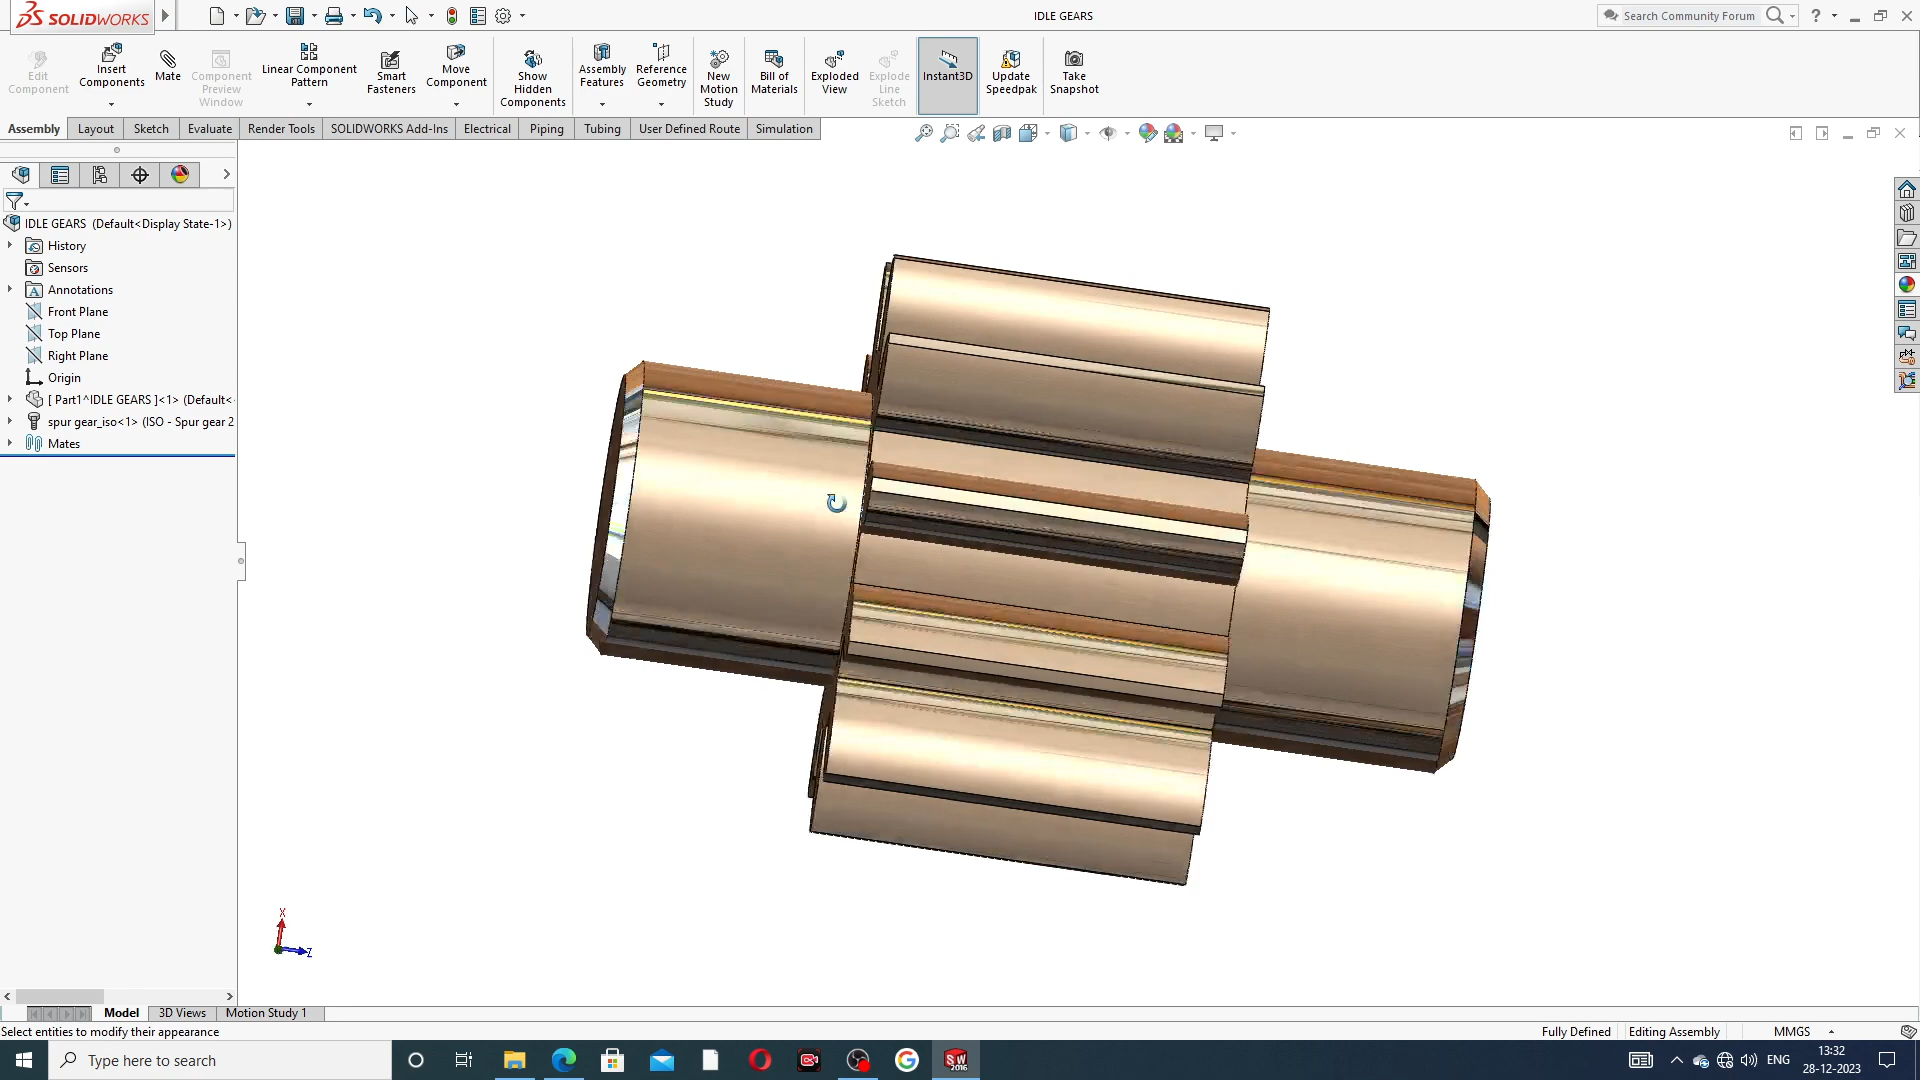 SOLIDWORKS
IDLE GEARS
Search Community Forum
?
Edit
Component
Insert
Components
Mate
Component
Preview
Window
Linear Component
Pattern
Smart
Fasteners
Move
Component
Show
Hidden
Components
Assembly
Features
Reference
Geometry
New
Motion
Study
Bill of
Materials
Exploded
View
Explode
Line
Sketch
Instant3D
Update
Speedpak
Take
Snapshot
Assembly
Layout
Sketch
Evaluate
Render Tools
SOLIDWORKS Add-Ins
Electrical
Piping
Tubing
User Defined Route
Simulation
IDLE GEARS (Default<Display State-1>)
History
Sensors
A Annotations
Front Plane
Top Plane
Right Plane
Origin
[ Part1^IDLE GEARS ]<1> (Default<
spur gear_iso<1> (ISO - Spur gear 2
Mates
X
Z
Model
3D Views
Motion Study 1
Select entities to modify their appearance
Fully Defined
Editing Assembly
MMGS
Type here to search
SW
2016
ENG
13:32
28-12-2023